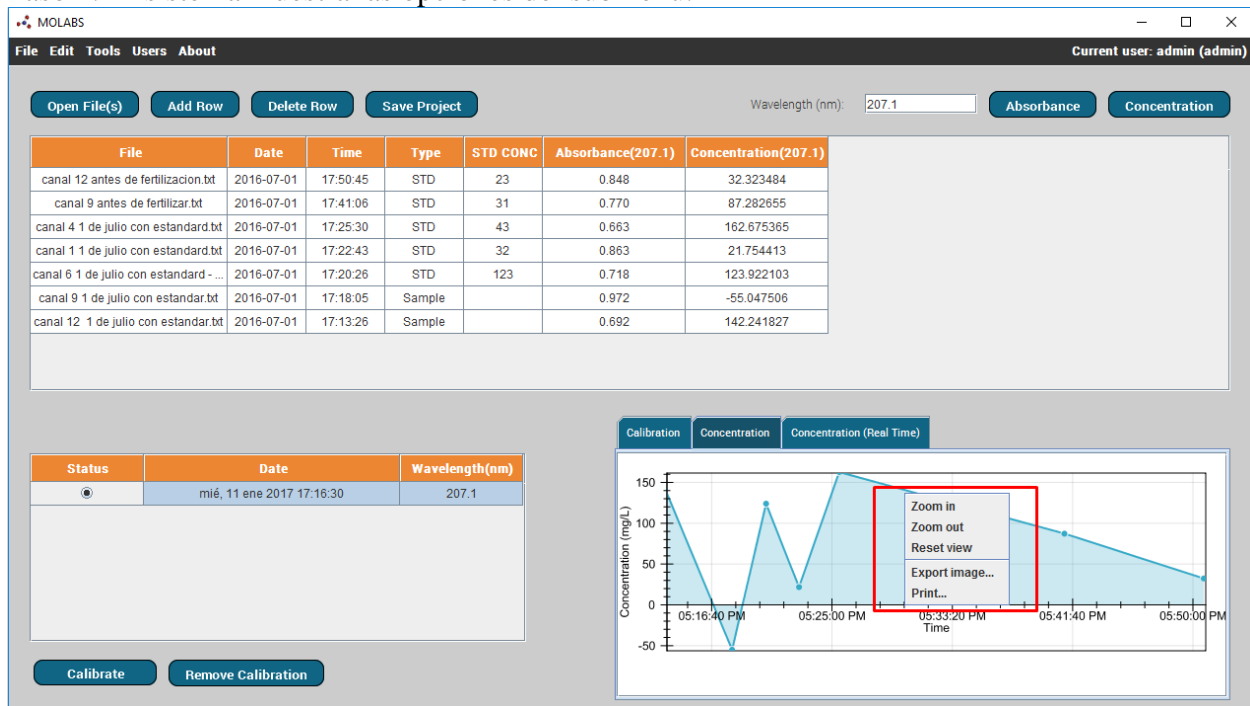 MOLABS
File Edit Tools Users About Current user: admin (admin)
Open File(s) Add Row Delete Row Save Project Wavelength (nm): 207.1 Absorbance Concentration
File Date Time Type STD CONC Absorbance(207.1) Concentration(207.1)
canal 12 antes de fertilizacion.txt 2016-07-01 17:50:45 STD 23 0.848 32.323484
canal 9 antes de fertilizar.txt 2016-07-01 17:41:06 STD 31 0.770 87.282655
canal 4 1 de julio con estandard.txt 2016-07-01 17:25:30 STD 43 0.663 162.675365
canal 1 1 de julio con estandard.txt 2016-07-01 17:22:43 STD 32 0.863 21.754413
canal 6 1 de julio con estandard - ... 2016-07-01 17:20:26 STD 123 0.718 123.922103
canal 9 1 de julio con estandar.txt 2016-07-01 17:18:05 Sample 0.972 -55.047506
canal 12 1 de julio con estandar.txt 2016-07-01 17:13:26 Sample 0.692 142.241827
Calibration Concentration Concentration (Real Time)
Status Date Wavelength(nm)
mié, 11 ene 2017 17:16:30 207.1
Concentration (mg/L)
150
100
50
0
-50
Zoom in
Zoom out
Reset view
Export image...
Print...
05:16:40 PM 05:25:00 PM 05:33:20 PM 05:41:40 PM 05:50:00 PM
Time
Calibrate Remove Calibration